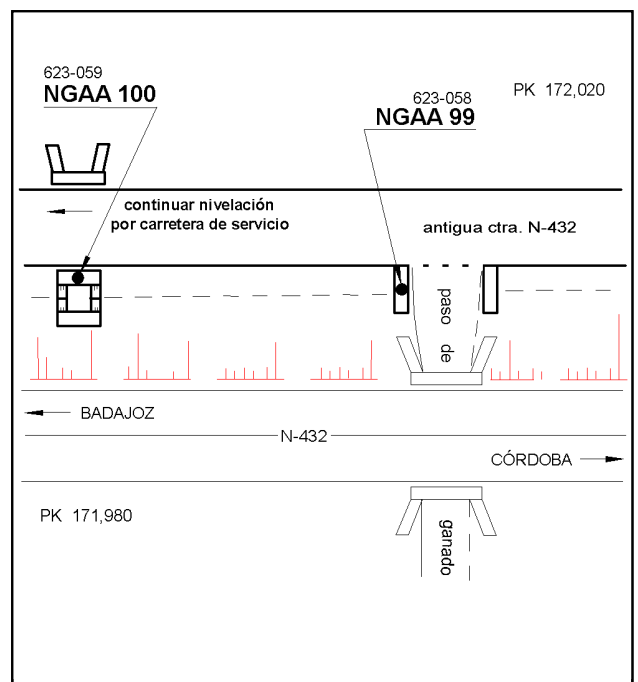 623-059
NGAA 100
623-058
NGAA 99
PK 172,020
continuar nivelación
por carretera de servicio
antigua ctra. N-432
paso de
BADAJOZ
N-432
CÓRDOBA
PK 171,980
ganado